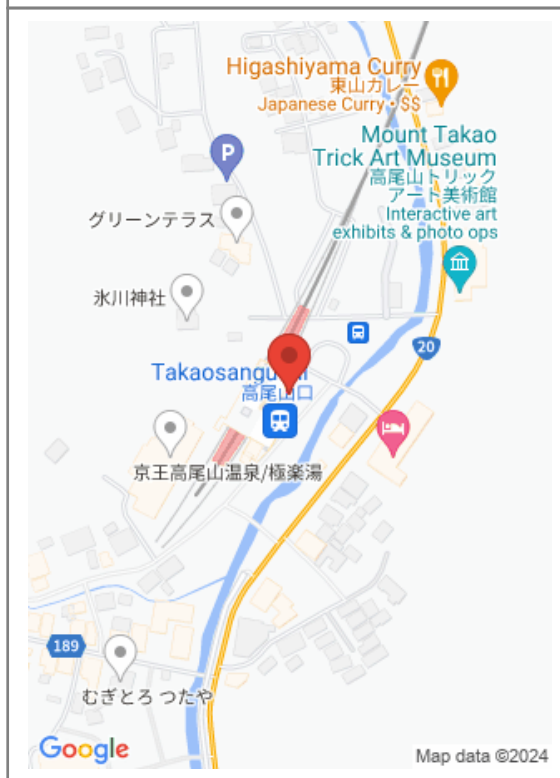 Higashiyama Curry
東山カレー
Japanese Curry・$$
Mount Takao
Trick Art Museum
高尾山トリック
アート美術館
Interactive art
exhibits & photo ops
P
グリーンテラス
氷川神社
20
高尾山口
京王高尾山温泉/極楽湯
189
むぎとろ つたや
Google
Map data ©2024